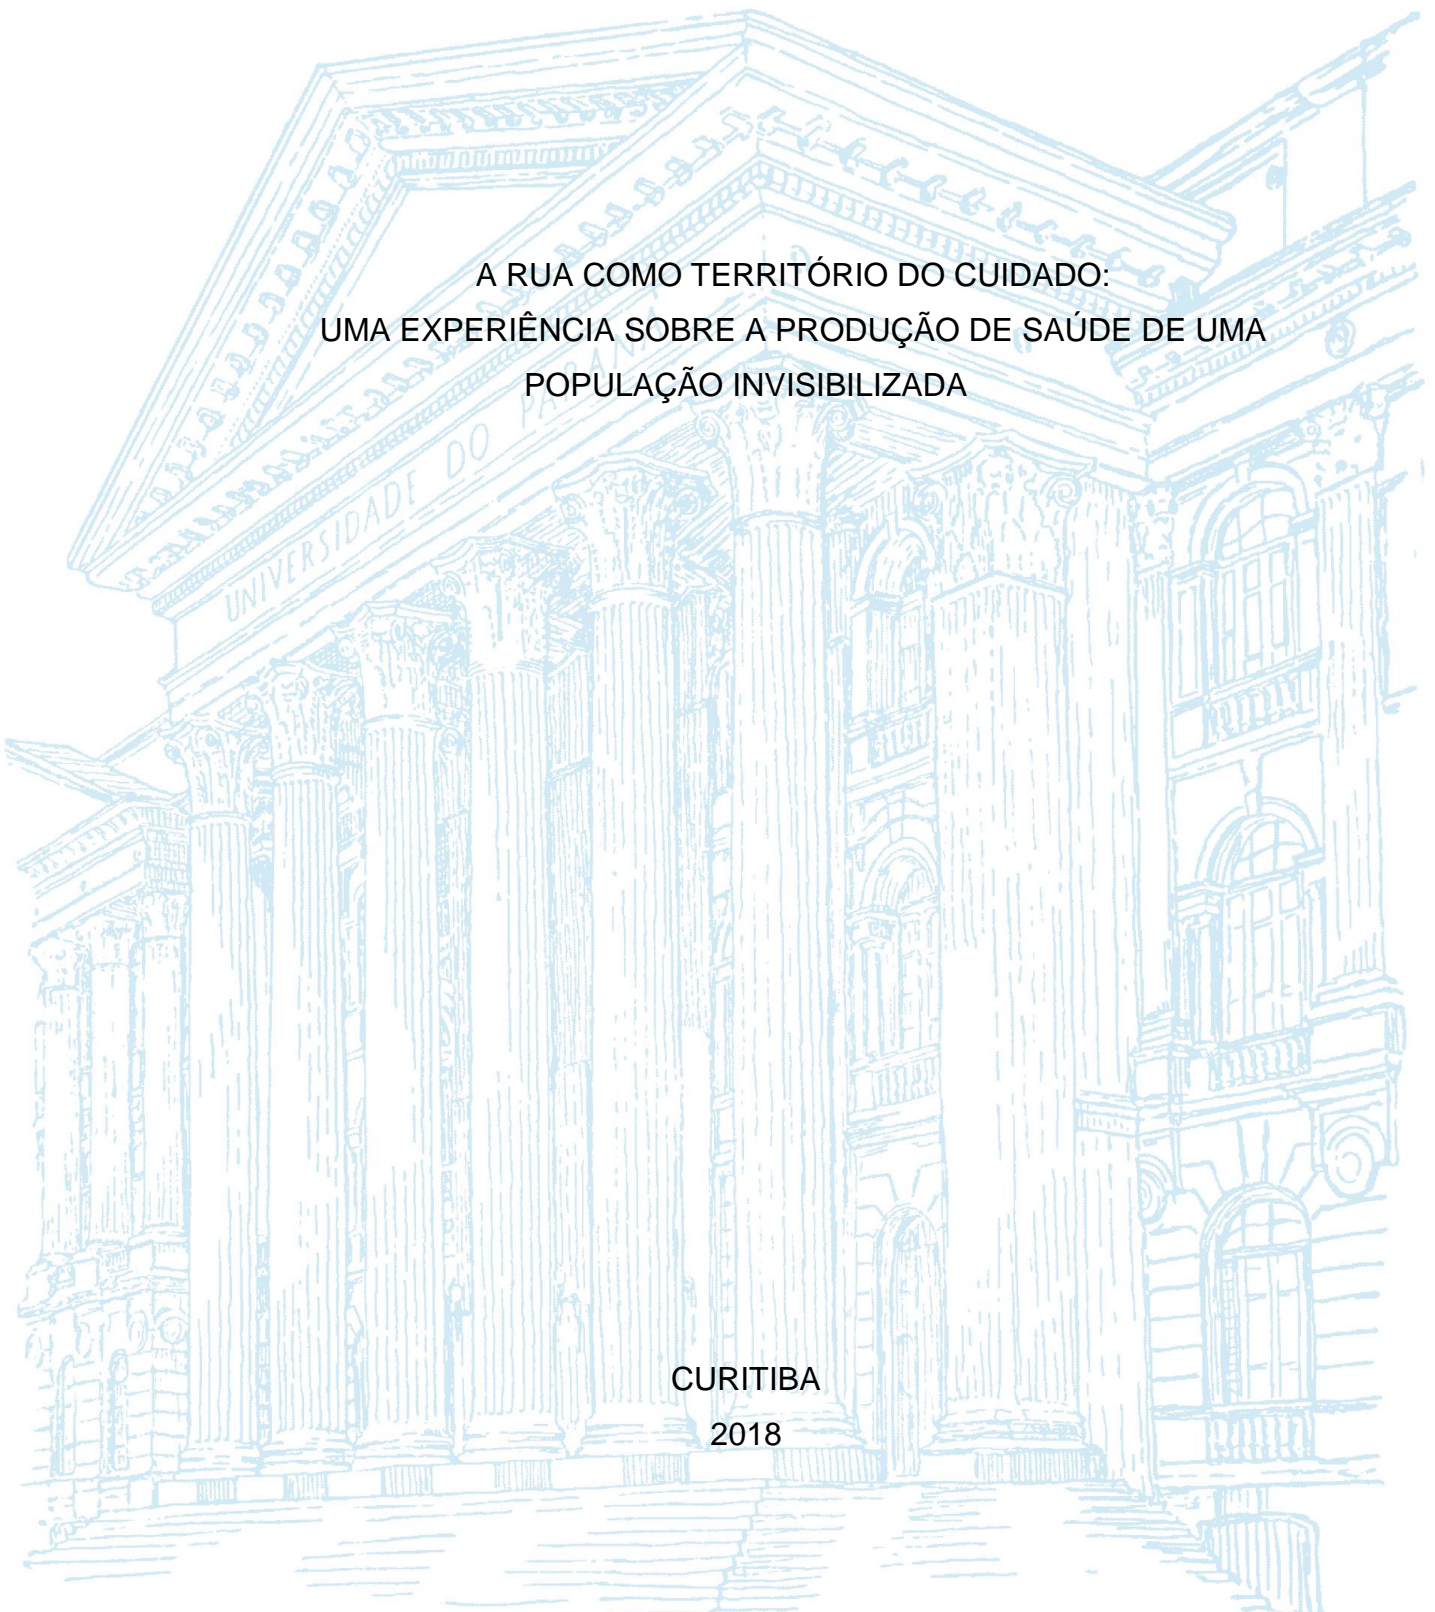 A RUA COMO TERRITÓRIO DO CUIDADO:
UMA EXPERIÊNCIA SOBRE A PRODUÇÃO DE SAÚDE DE UMA
POPULAÇÃO INVISIBILIZADA
UNIVERSIDADE DO PARANÁ
CURITIBA
2018